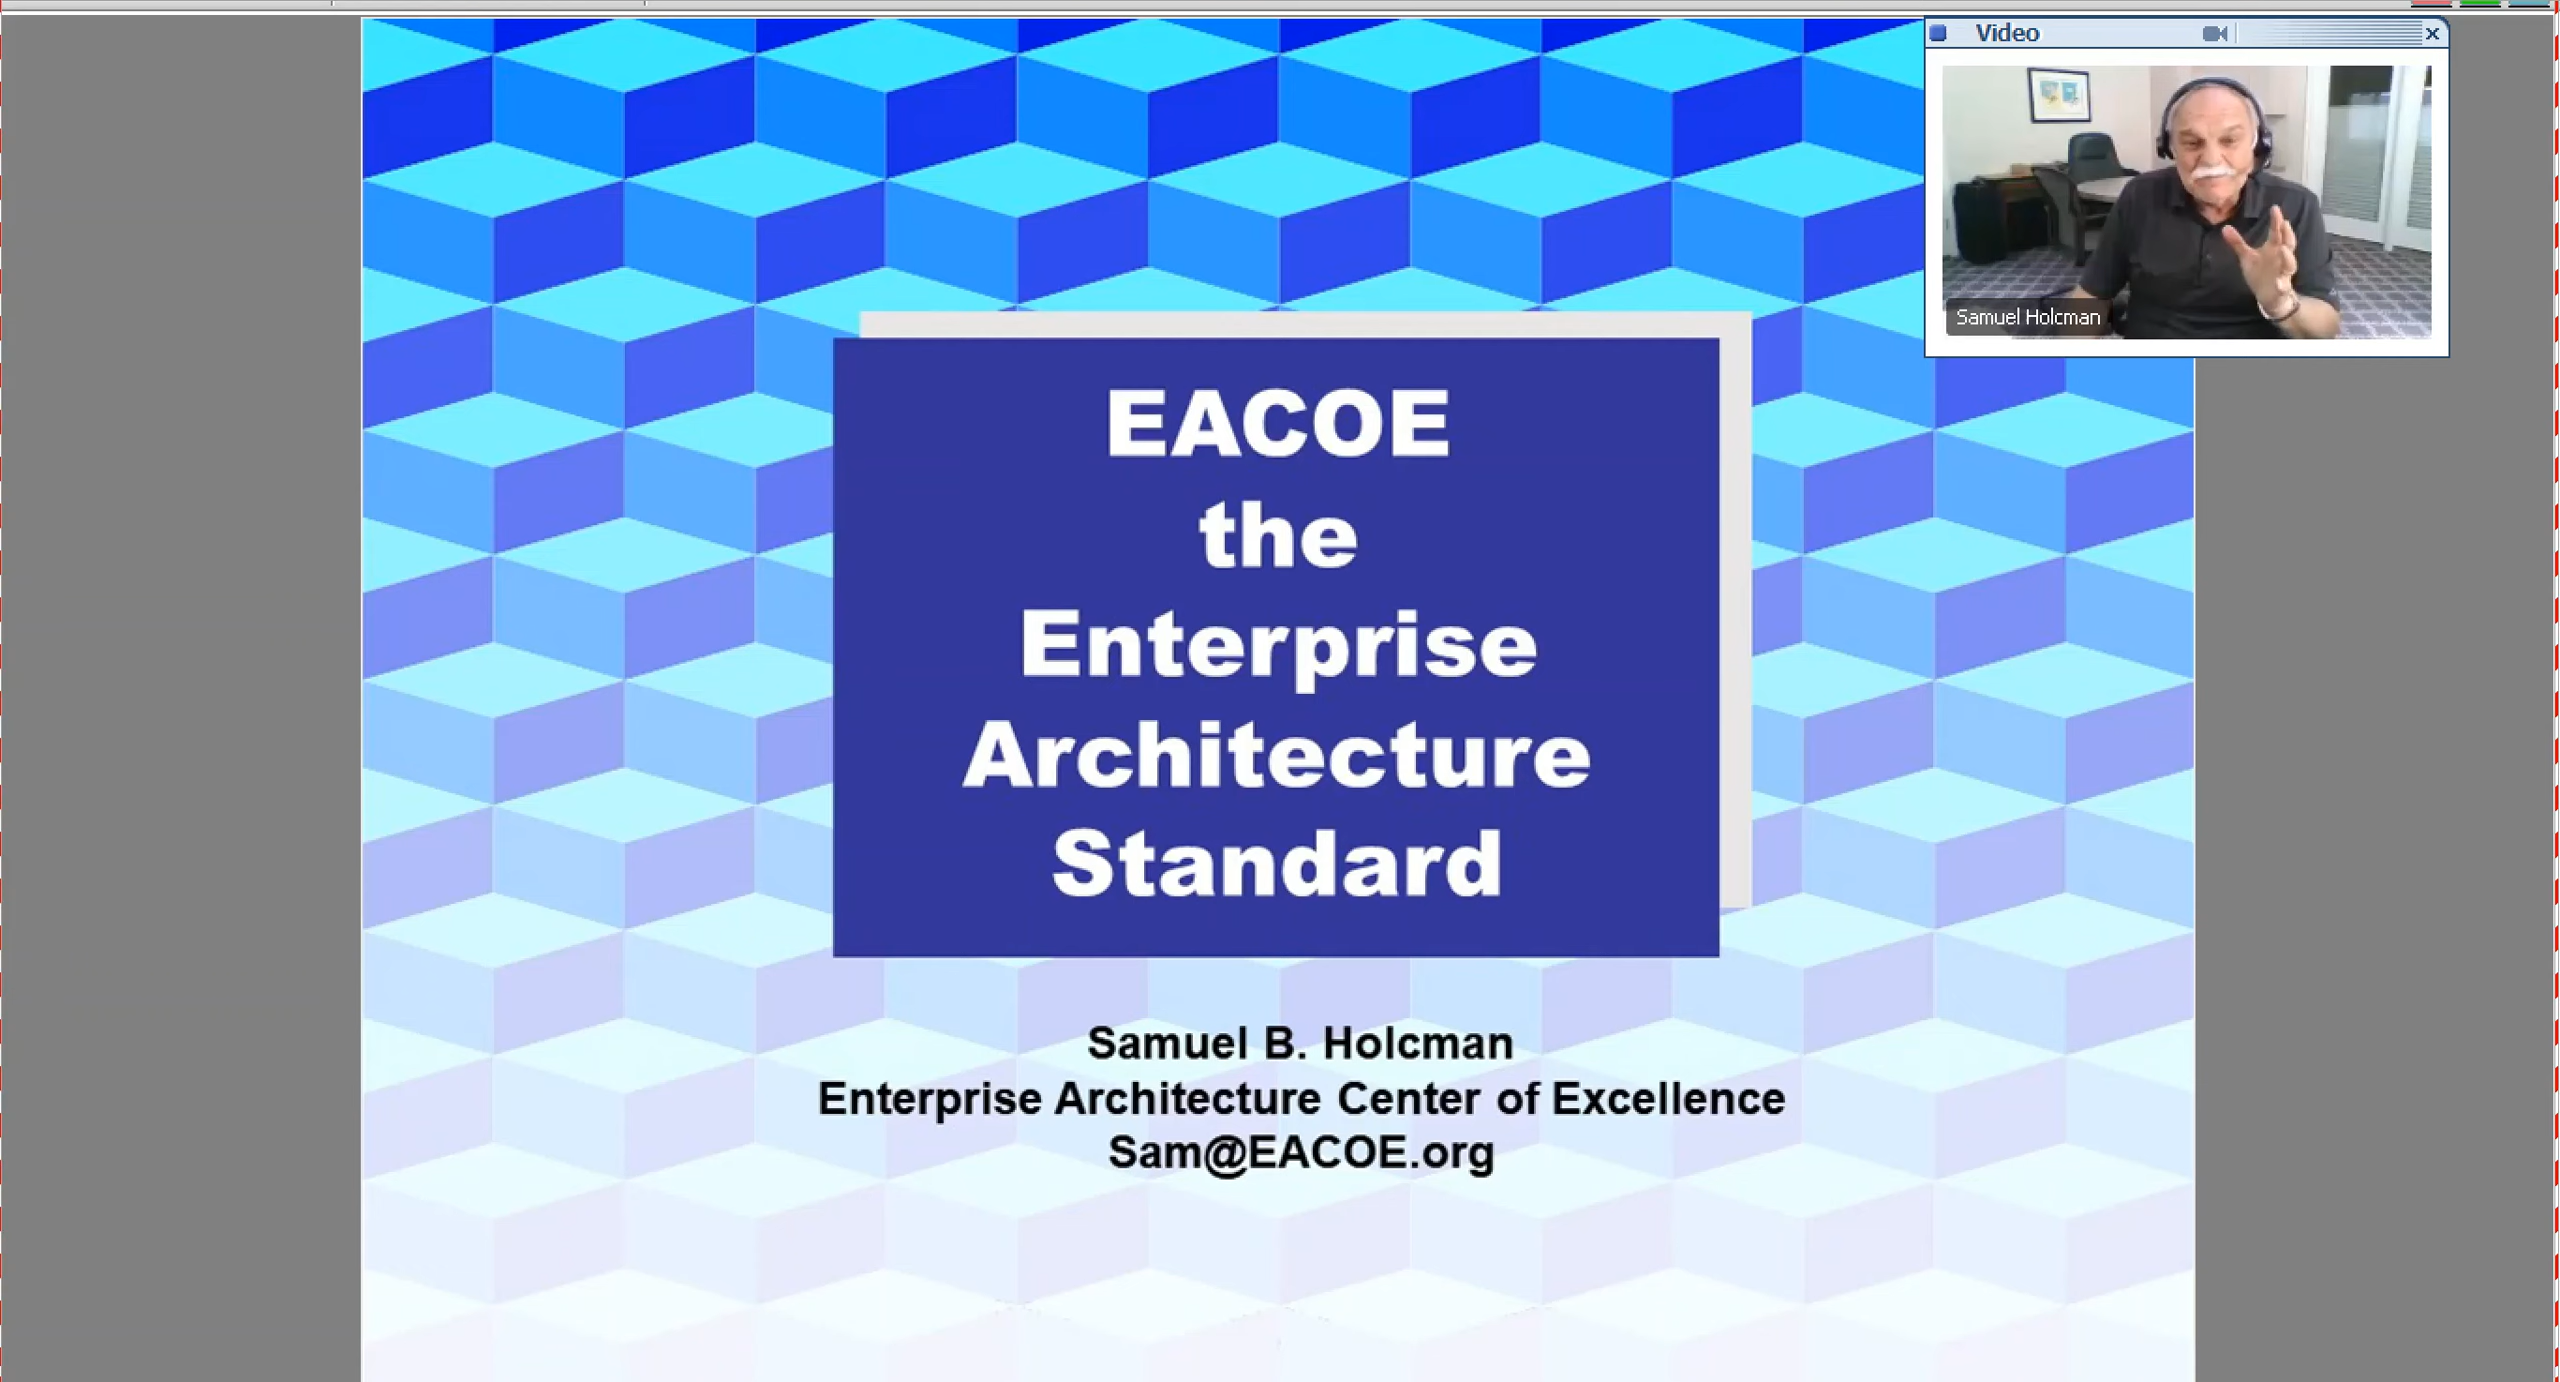 Video
Samuel Holcman
EACOE
the
Enterprise
Architecture
Standard
Samuel B. Holcman
Enterprise Architecture Center of Excellence
Sam@EACOE.org